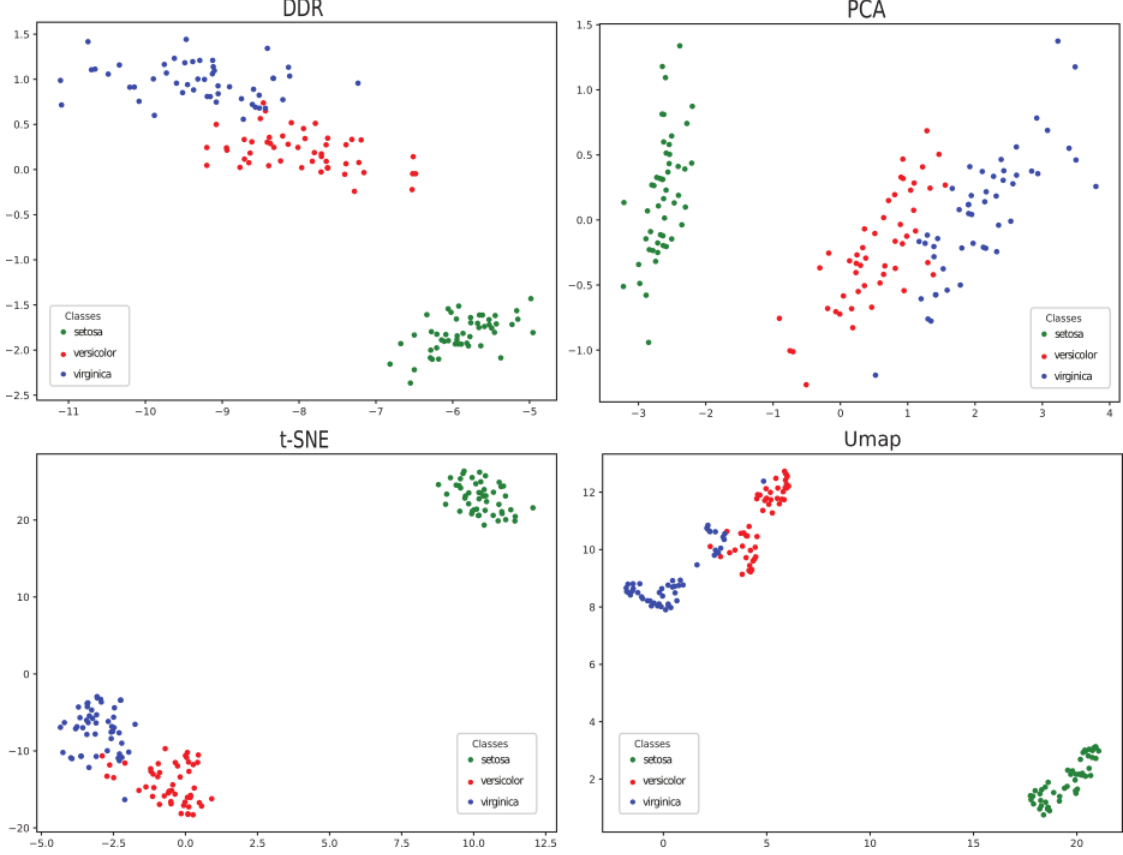 DDR
1.5
1.0
0.5
0.0
−0.5
−1.0
−1.5
−2.0
−2.5
Classes
setosa
versicolor
virginica
−11
−10
−9
−8
−7
−6
−5
PCA
1.5
1.0
0.5
0.0
−0.5
−1.0
Classes
setosa
versicolor
virginica
−3
−2
−1
0
1
2
3
4
t-SNE
20
10
0
−10
−20
Classes
setosa
versicolor
virginica
−5.0
−2.5
0.0
2.5
5.0
7.5
10.0
12.5
Umap
12
10
8
6
4
2
Classes
setosa
versicolor
virginica
0
5
10
15
20